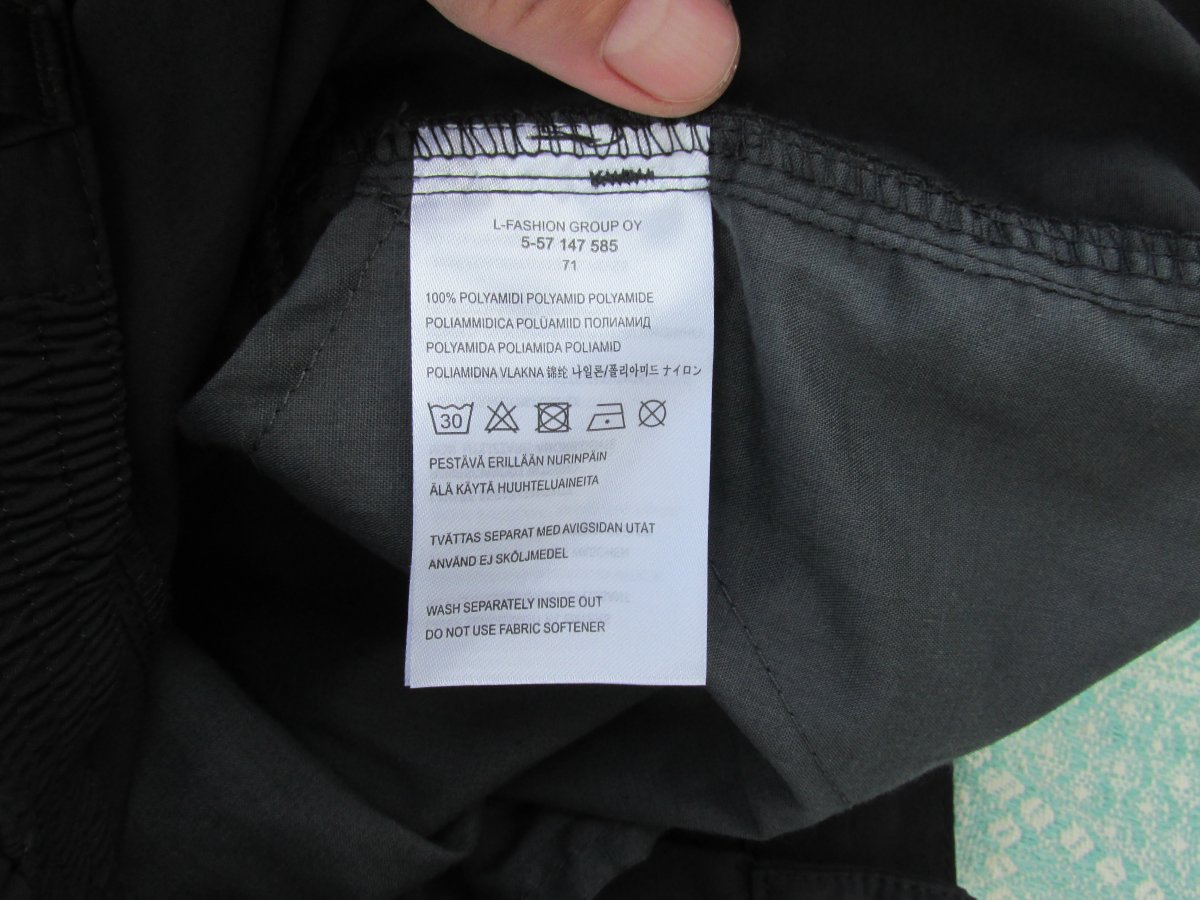 L-FASHION GROUP OY
5-57 147 585
71
100% POLYAMIDI POLYAMID POLYAMIDE
POLIAMMIDICA POLÜAMIID ПОЛИАМИД
POLYAMIDA POLIAMIDA POLIAMID
POLIAMIDNA VLAKNA 锦纶 나일론/폴리아미드 ナイロン
30
PESTÄVÄ ERILLÄÄN NURINPÄIN
ÄLÄ KÄYTÄ HUUHTELUAINEITA
TVÄTTAS SEPARAT MED AVIGSIDAN UTÅT
ANVÄND EJ SKÖLJMEDEL
WASH SEPARATELY INSIDE OUT
DO NOT USE FABRIC SOFTENER